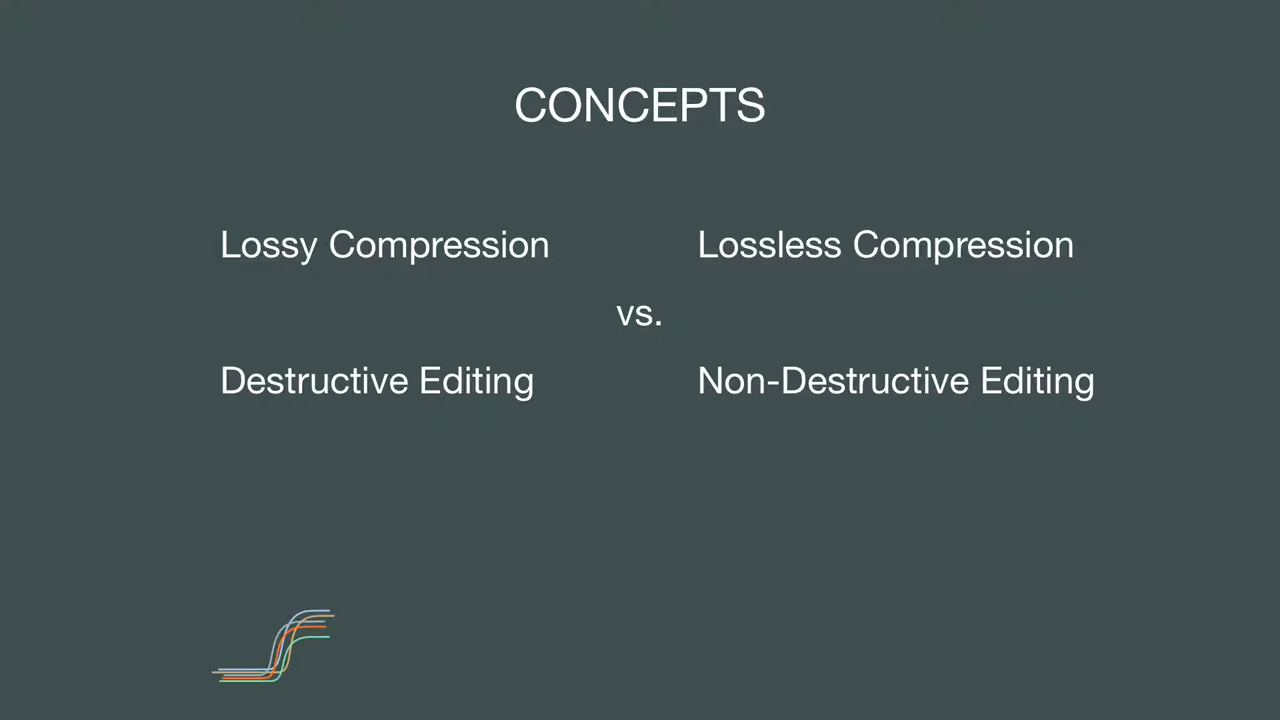 CONCEPTS
Lossy Compression
Lossless Compression
vs.
Destructive Editing
Non-Destructive Editing